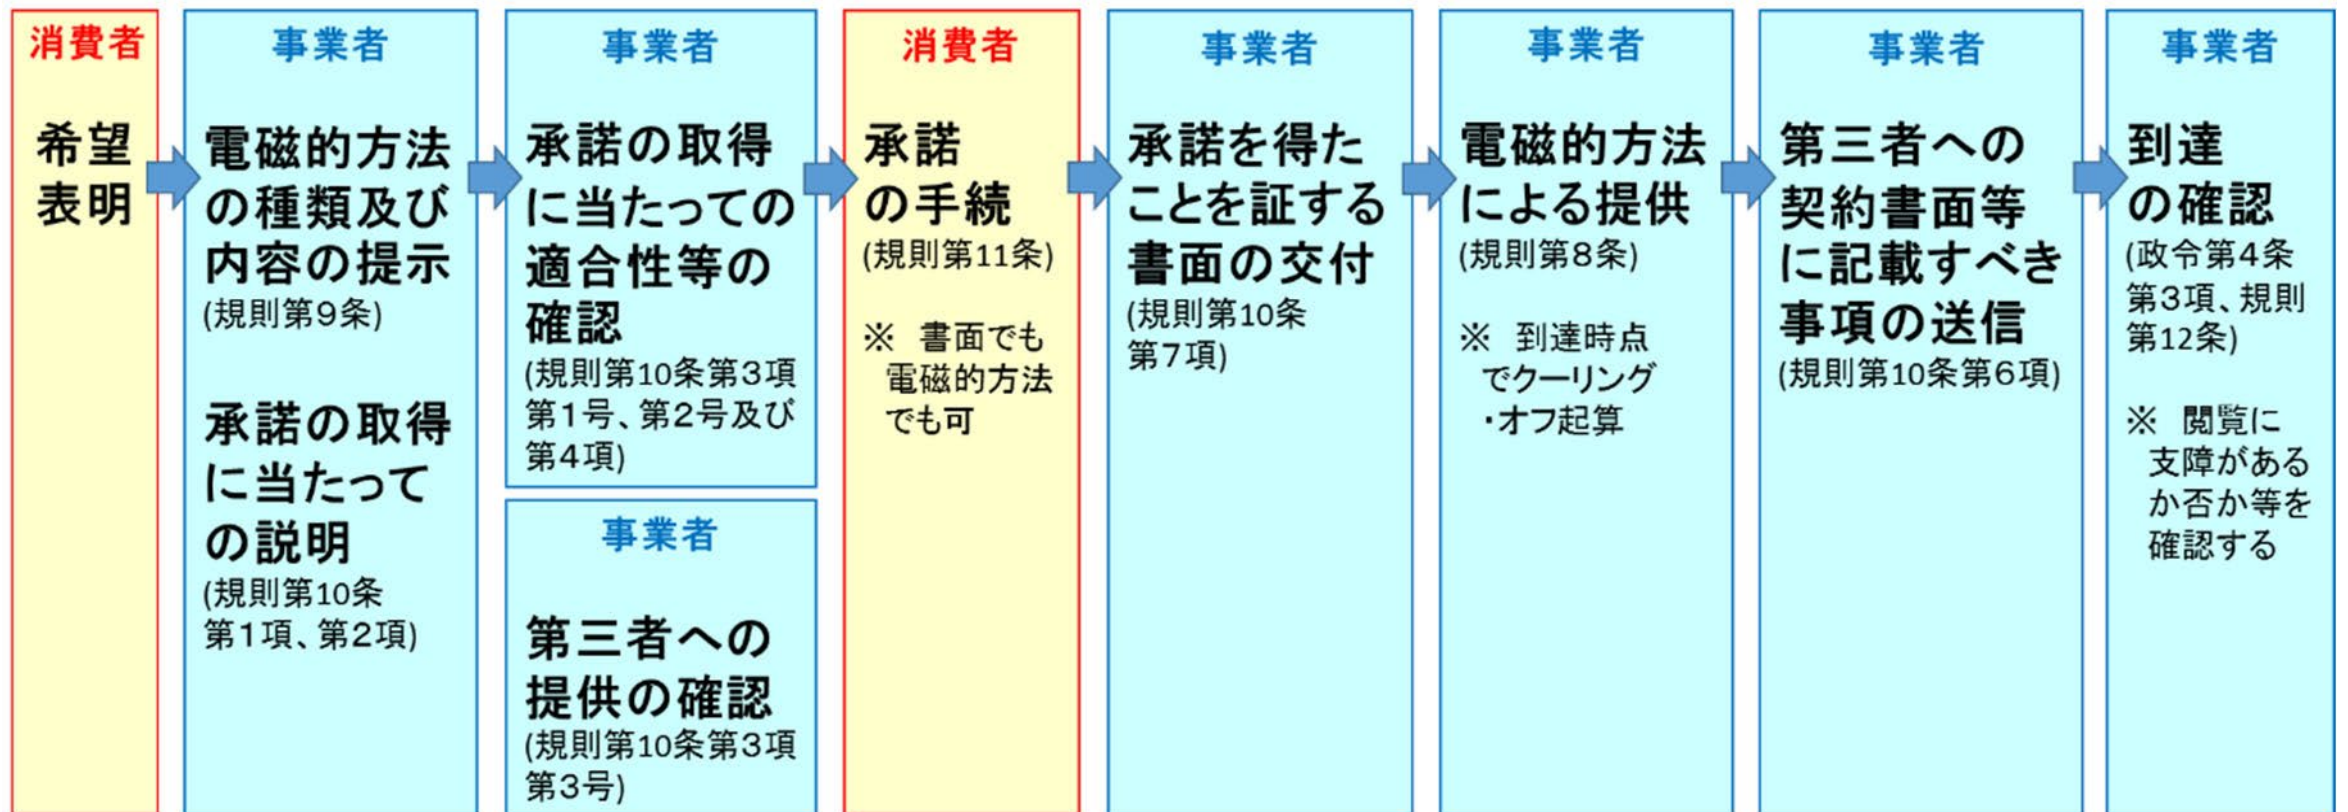 消費者
希望
表明
事業者
電磁的方法
の種類及び
内容の提示
(規則第9条)
承諾の取得
に当たって
の説明
(規則第10条
第1項、第2項)
事業者
承諾の取得
に当たっての
適合性等の
確認
(規則第10条第3項
第1号、第2号及び
第4項)
事業者
第三者への
提供の確認
(規則第10条第3項
第3号)
消費者
承諾
の手続
(規則第11条)
※ 書面でも
電磁的方法
でも可
事業者
承諾を得た
ことを証する
書面の交付
(規則第10条
第7項)
事業者
電磁的方法
による提供
(規則第8条)
※ 到達時点
でクーリング
・オフ起算
事業者
第三者への
契約書面等
に記載すべき
事項の送信
(規則第10条第6項)
事業者
到達
の確認
(政令第4条
第3項、規則
第12条)
※ 閲覧に
支障がある
か否か等を
確認する